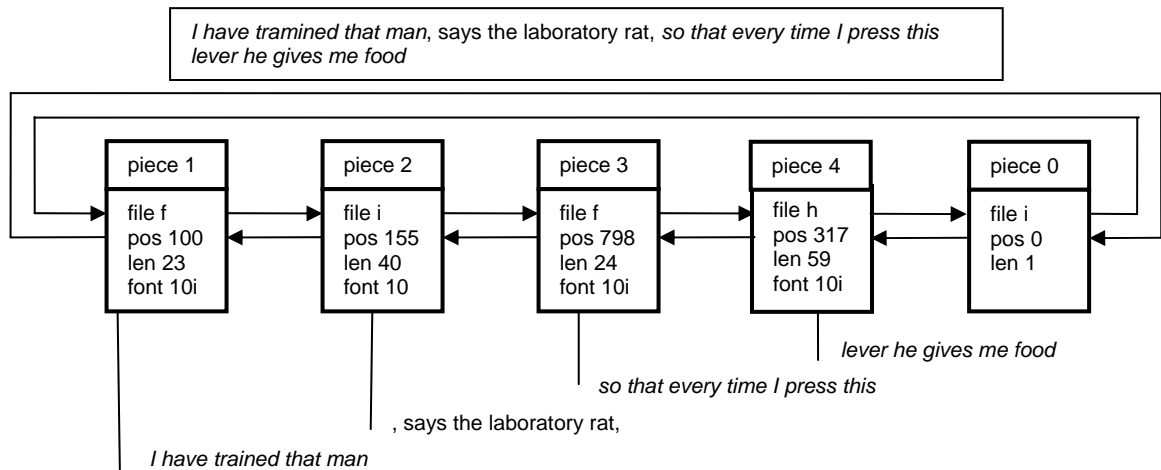 I have tramined that man, says the laboratory rat, so that every time I press this
lever he gives me food
piece 1
file f
pos 100
len 23
font 10i
piece 2
file i
pos 155
len 40
font 10
piece 3
file f
pos 798
len 24
font 10i
piece 4
file h
pos 317
len 59
font 10i
piece 0
file i
pos 0
len 1
lever he gives me food
so that every time I press this
, says the laboratory rat,
I have trained that man